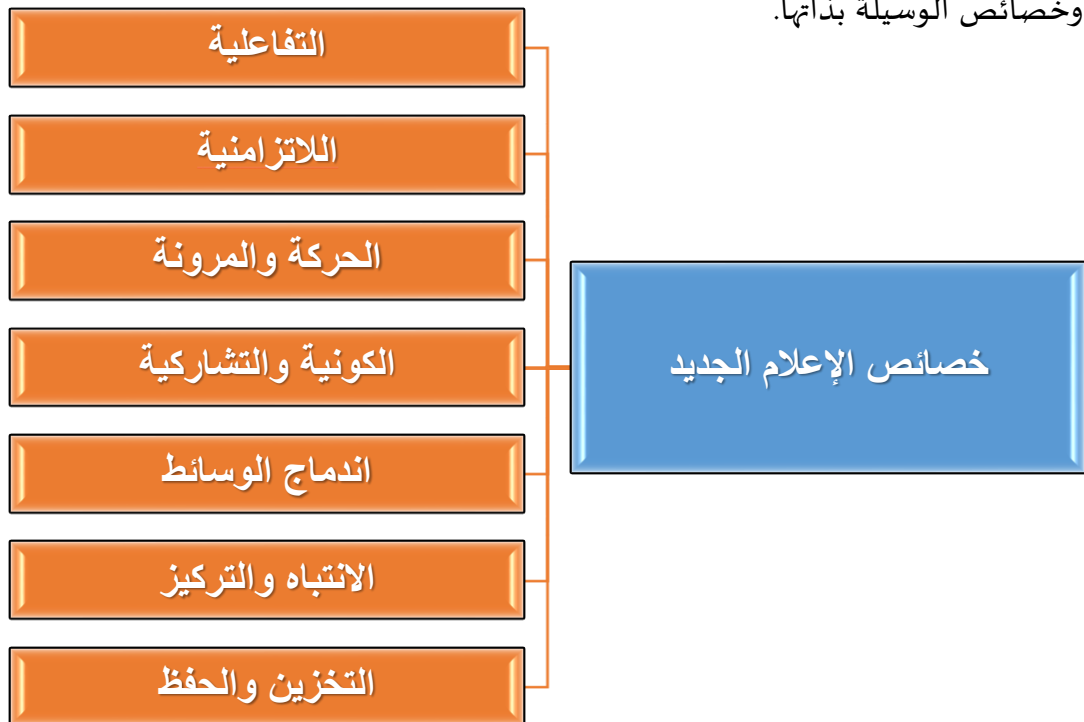 وخصائص الوسيلة بذاتها.
خصائص الإعلام الجديد
التفاعلية
اللاتزامنية
الحركة والمرونة
الكونية والتشاركية
اندماج الوسائط
الانتباه والتركيز
التخزين والحفظ